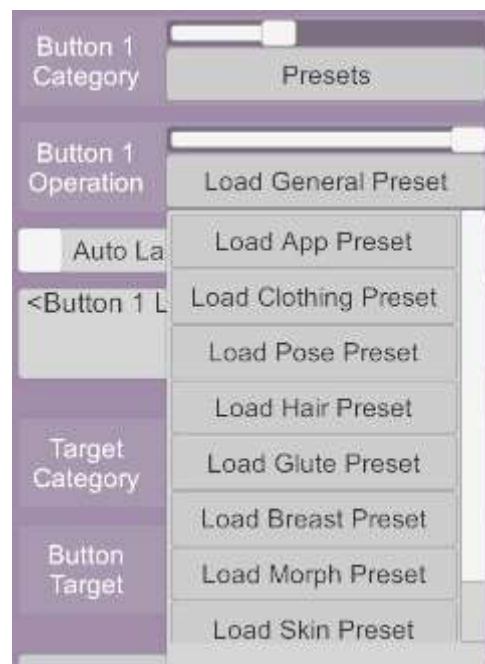 Button 1
Category
Presets
Button 1
Operation
Load General Preset
Auto La
Load App Preset
<Button 1 L
Load Clothing Preset
Load Pose Preset
Load Hair Preset
Target
Category
Load Glute Preset
Load Breast Preset
Button
Target
Load Morph Preset
Load Skin Preset